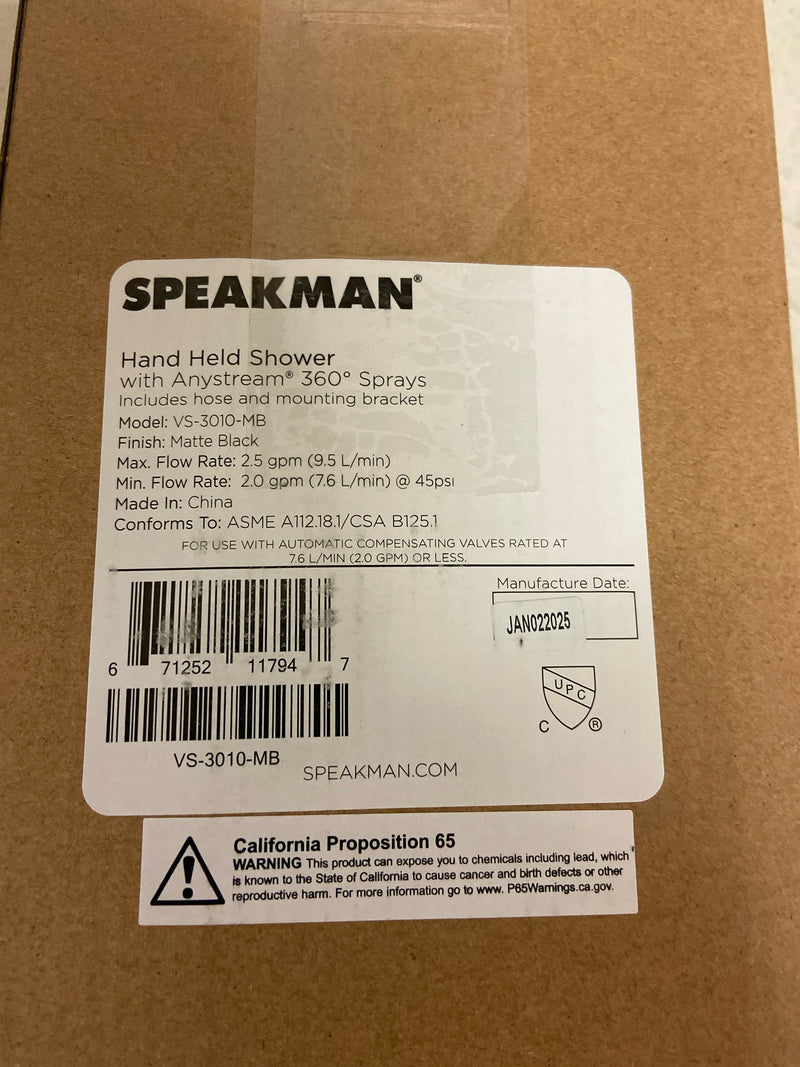 SPEAKMAN®
Hand Held Shower
with Anystream® 360° Sprays
Includes hose and mounting bracket
Model: VS-3010-MB
Finish: Matte Black
Max. Flow Rate: 2.5 gpm (9.5 L/min)
Min. Flow Rate: 2.0 gpm (7.6 L/min) @ 45psi
Made In: China
Conforms To: ASME A112.18.1/CSA B125.1
FOR USE WITH AUTOMATIC COMPENSATING VALVES RATED AT
7.6 L/MIN (2.0 GPM) OR LESS.
6 71252 11794 7
VS-3010-MB
Manufacture Date:
JAN022025
UPC
C ®
SPEAKMAN.COM
California Proposition 65
WARNING This product can expose you to chemicals including lead, which
is known to the State of California to cause cancer and birth defects or other
reproductive harm. For more information go to www. P65Warnings.ca.gov.